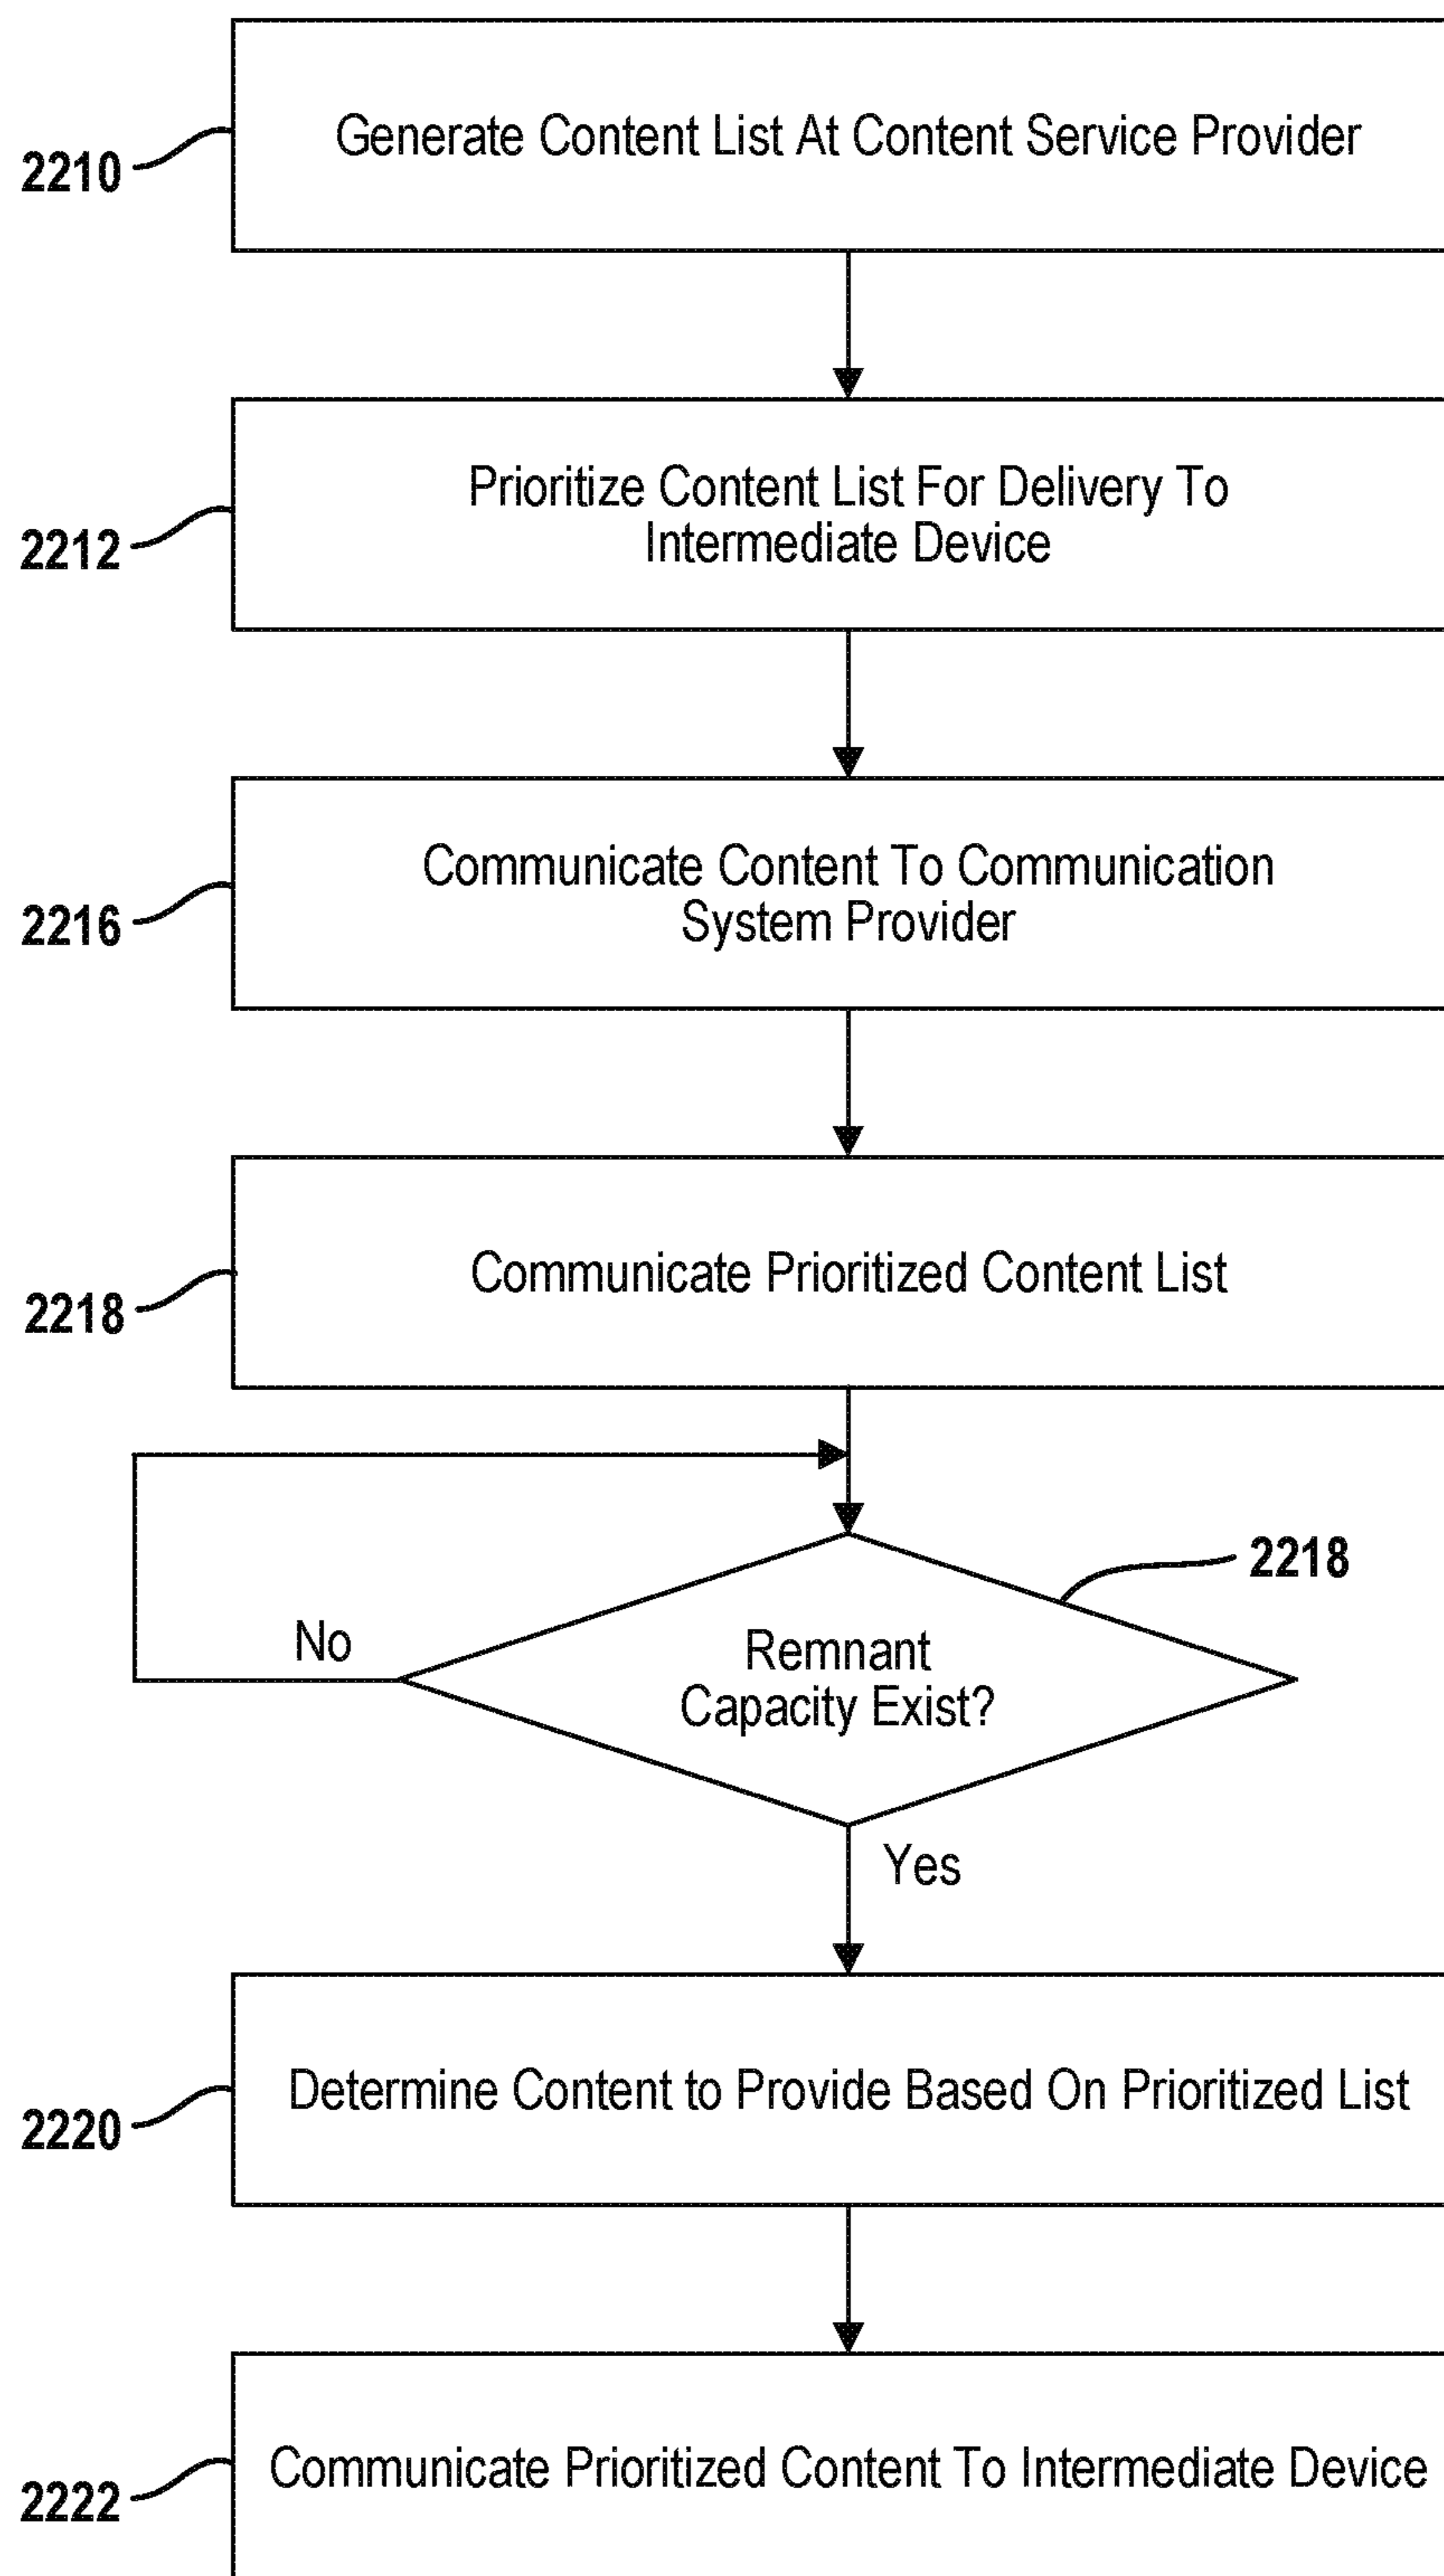 Generate Content List At Content Service Provider
2210
Prioritize Content List For Delivery To
Intermediate Device
2212
Communicate Content To Communication
System Provider
2216
Communicate Prioritized Content List
2218
2218
No
Remnant
Capacity Exist?
Yes
Determine Content to Provide Based On Prioritized List
2220
Communicate Prioritized Content To Intermediate Device
2222